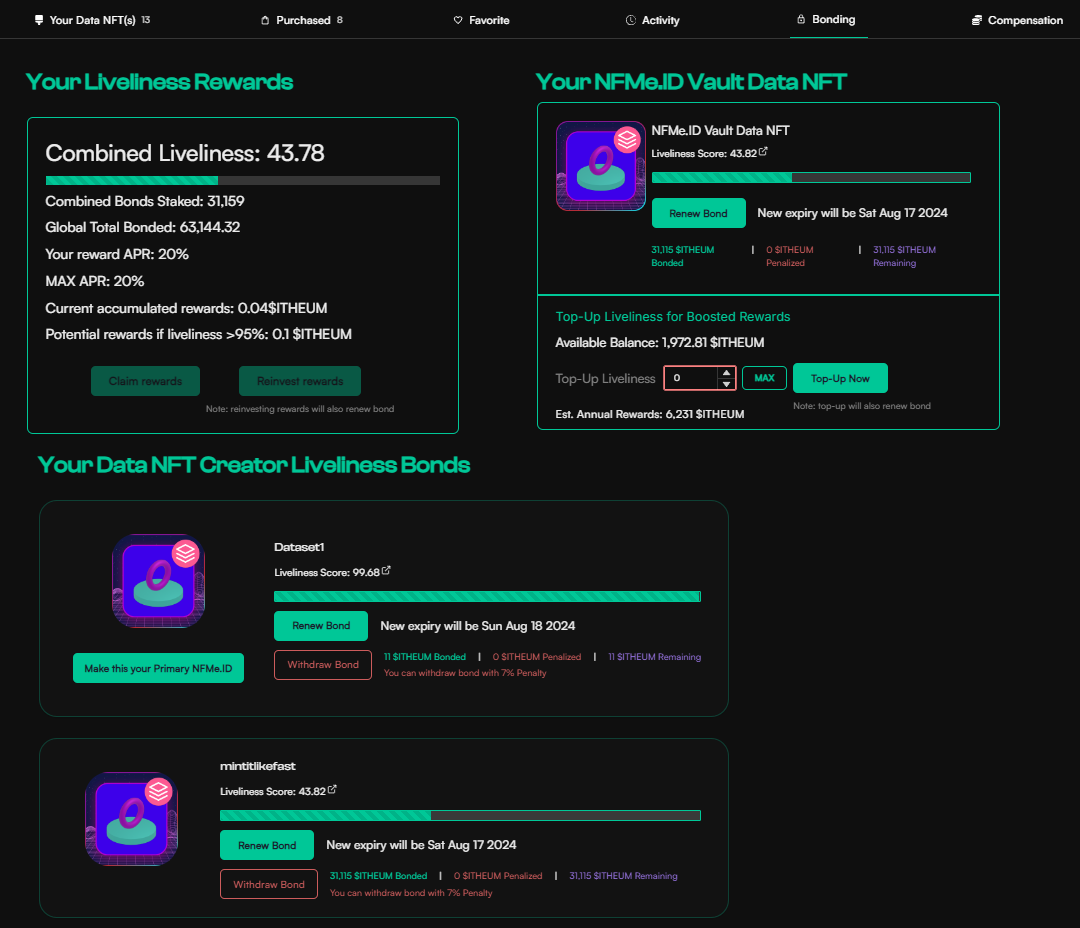 Your Data NFT(s) 13
Purchased 8
Favorite
Activity
Bonding
Compensation
Your Liveliness Rewards
Combined Liveliness: 43.78
Combined Bonds Staked: 31,159
Global Total Bonded: 63,144.32
Your reward APR: 20%
MAX APR: 20%
Current accumulated rewards: 0.04$ITHEUM
Potential rewards if liveliness >95%: 0.1 $ITHEUM
Claim rewards
Reinvest rewards
Note: reinvesting rewards will also renew bond
Your NFMe.ID Vault Data NFT
NFMe.ID Vault Data NFT
Liveliness Score: 43.82
Renew Bond
New expiry will be Sat Aug 17 2024
31,115 $ITHEUM
Bonded
|
0 $ITHEUM
Penalized
|
31,115 $ITHEUM
Remaining
Top-Up Liveliness for Boosted Rewards
Available Balance: 1,972.81 $ITHEUM
Top-Up Liveliness
0
MAX
Top-Up Now
Note: top-up will also renew bond
Est. Annual Rewards: 6,231 $ITHEUM
Your Data NFT Creator Liveliness Bonds
Dataset1
Liveliness Score: 99.68
Renew Bond
New expiry will be Sun Aug 18 2024
Make this your Primary NFMe.ID
Withdraw Bond
11 $ITHEUM Bonded | 0 $ITHEUM Penalized | 11 $ITHEUM Remaining
You can withdraw bond with 7% Penalty
mintitlikefast
Liveliness Score: 43.82
Renew Bond
New expiry will be Sat Aug 17 2024
Withdraw Bond
31,115 $ITHEUM Bonded | 0 $ITHEUM Penalized | 31,115 $ITHEUM Remaining
You can withdraw bond with 7% Penalty